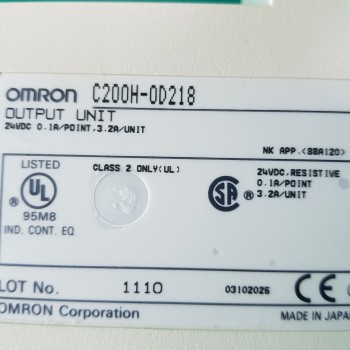 OMRON C200H-OD218
OUTPUT UNIT
24VDC 0.1A/POINT,3.2A/UNIT
NK APP.<88A120>
LISTED
CLASS 2 ONLY(UL)
UL
®
95M8
IND. CONT. EQ
SA
®
24VDC,RESISTIVE
0.1A/POINT
3.2A/UNIT
LOT No. 1110 03102025 CE
OMRON Corporation MADE IN JAPAN